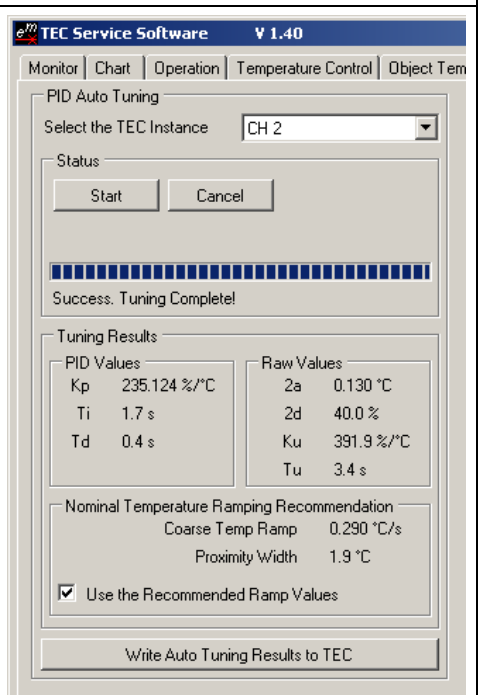 em TEC Service Software V 1.40
Monitor Chart Operation Temperature Control Object Tem
PID Auto Tuning
Select the TEC Instance CH 2
Status
Start Cancel
Success. Tuning Complete!
Tuning Results
PID Values
Kp 235.124 %/°C
Ti 1.7 s
Td 0.4 s
Raw Values
2a 0.130 °C
2d 40.0 %
Ku 391.9 %/°C
Tu 3.4 s
Nominal Temperature Ramping Recommendation
Coarse Temp Ramp 0.290 °C/s
Proximity Width 1.9 °C
Use the Recommended Ramp Values
Write Auto Tuning Results to TEC